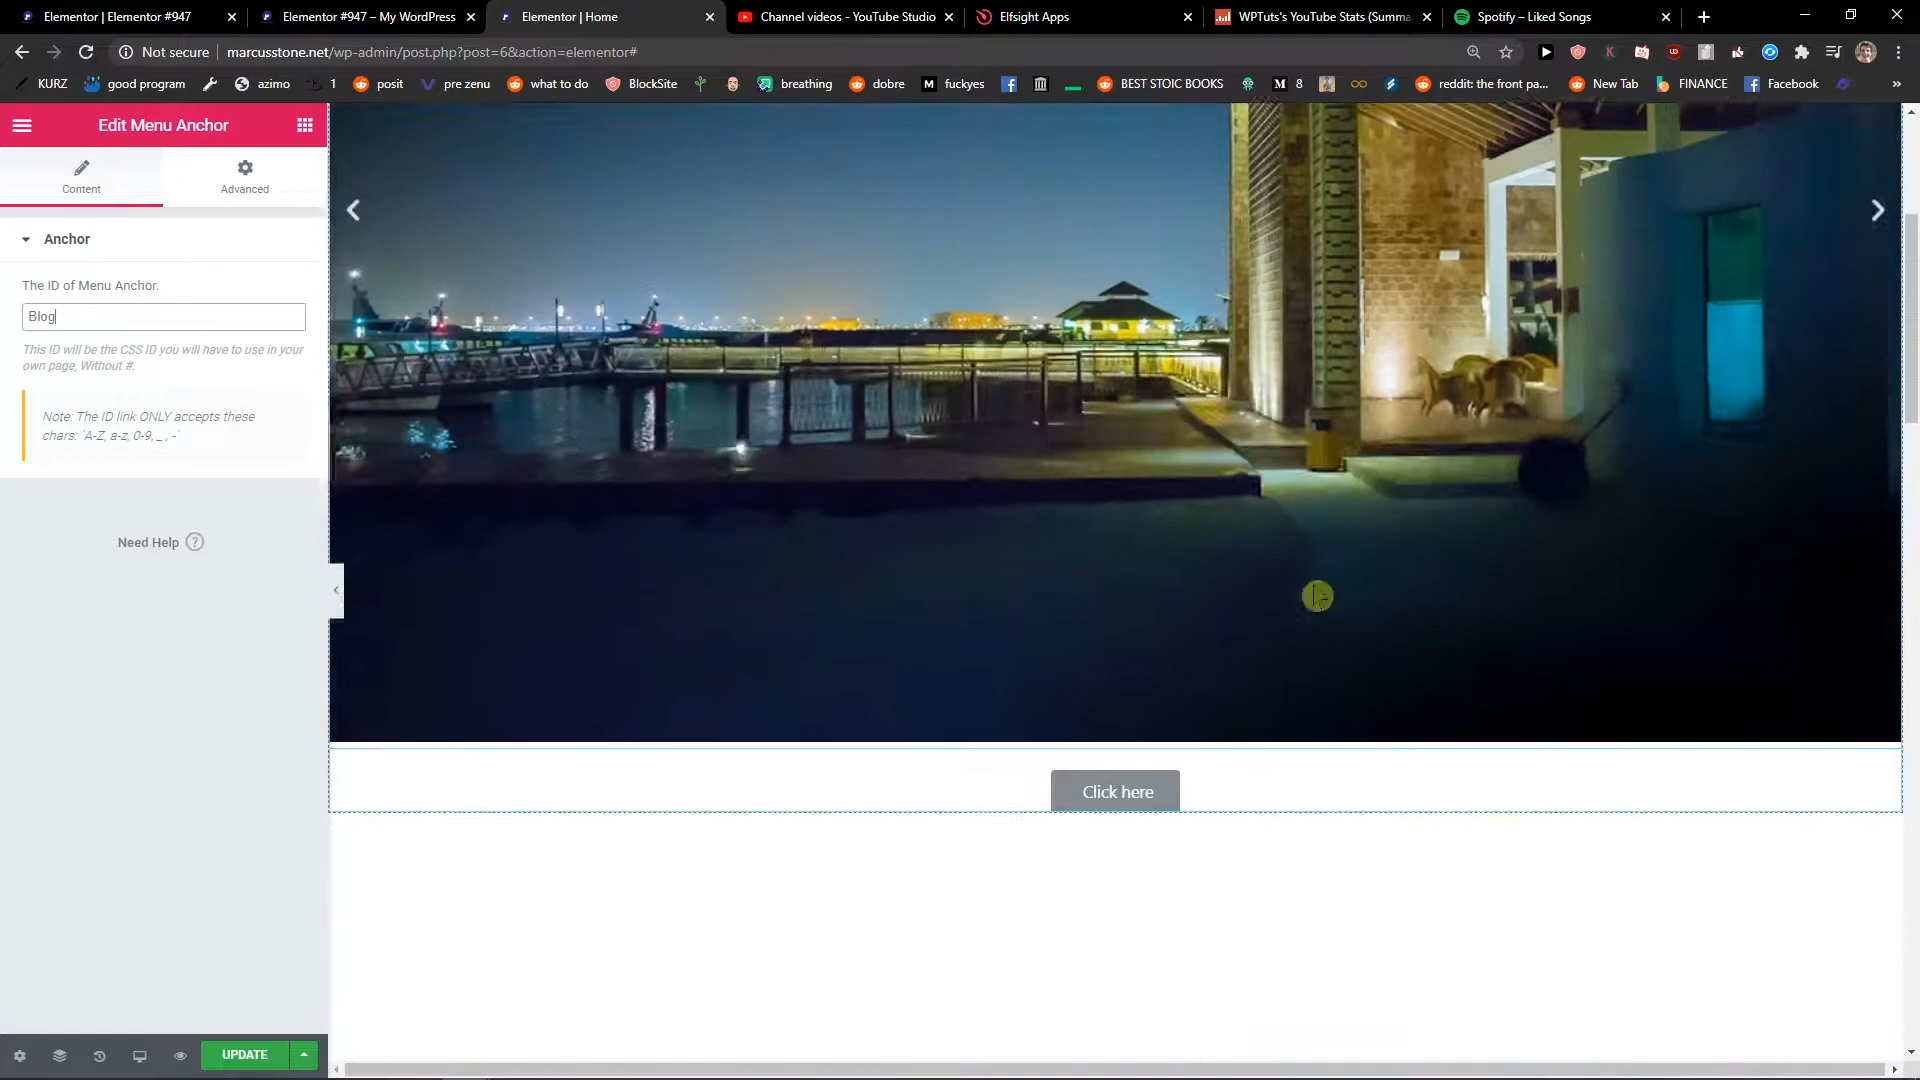 Elementor | Elementor #947
Elementor #947 – My WordPress
Elementor | Home
Channel videos - YouTube Studio
Elfsight Apps
WPTuts's YouTube Stats (Summa
Spotify – Liked Songs
Not secure
marcusstone.net/wp-admin/post.php?post=6&action=elementor#
KURZ
good program
azimo
1
posit
pre zenu
what to do
BlockSite
breathing
dobre
fuckyes
BEST STOIC BOOKS
8
reddit: the front pa...
New Tab
FINANCE
Facebook
»
Edit Menu Anchor
Content
Advanced
Anchor
The ID of Menu Anchor.
Blog
This ID will be the CSS ID you will have to use in your
own page, Without #.
Note: The ID link ONLY accepts these
chars: `A-Z, a-z, 0-9, _ , -`
Need Help ?
UPDATE
Click here